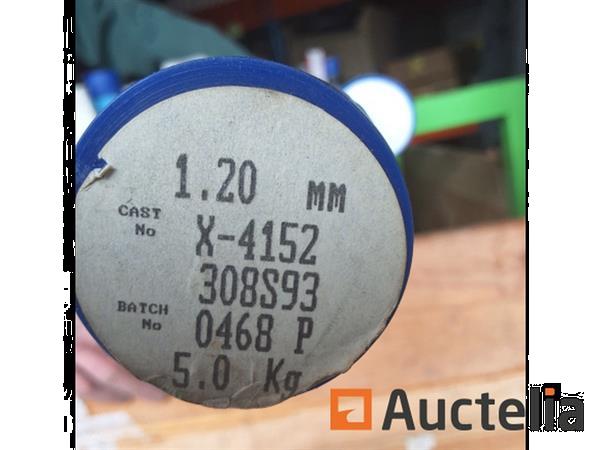 1.20 MM
CAST
No X-4152
308S93
BATCH
No 0468 P
5.0 Kg
Auctelia